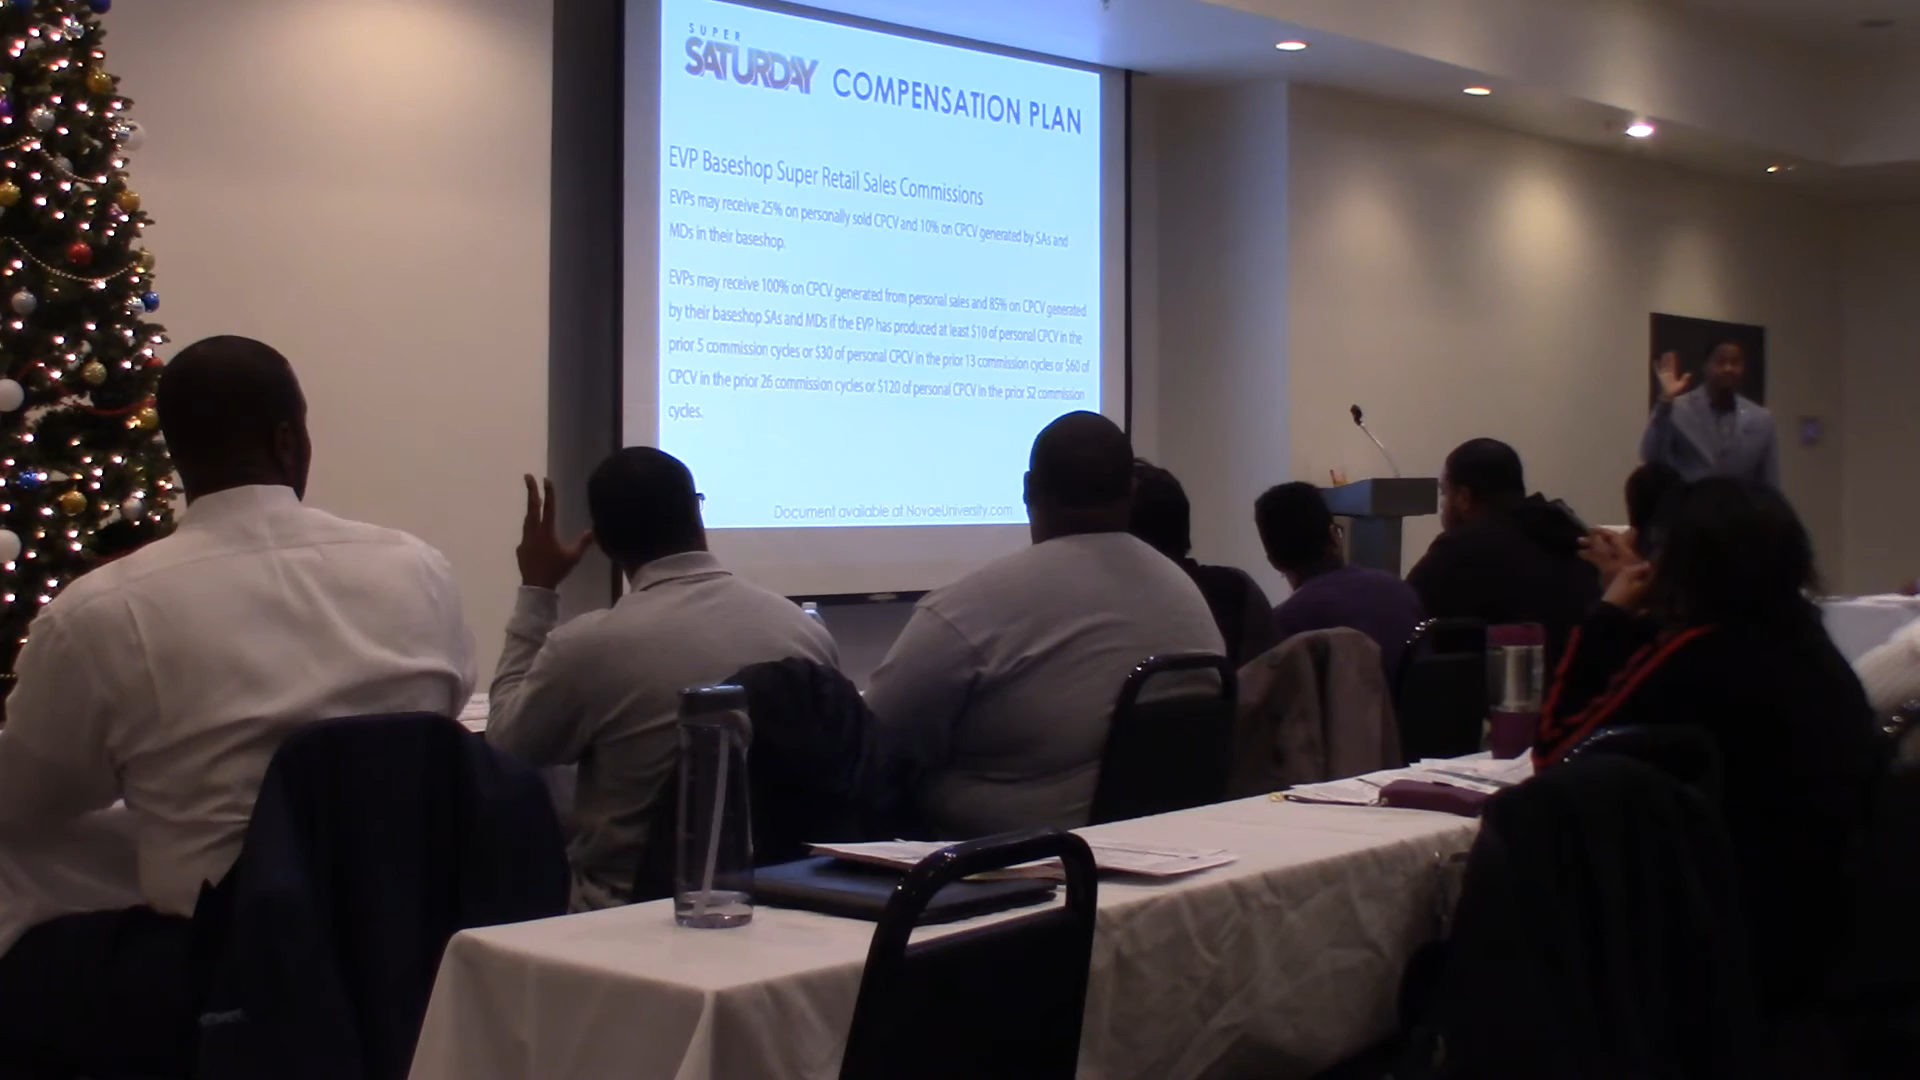 SUPER
SATURDAY COMPENSATION PLAN
EVP Baseshop Super Retail Sales Commissions
EVPs may receive 25% on personally sold CPCV and 10% on CPCV generated by SAs and
MDs in their baseshop.
EVPs may receive 100% on CPCV generated from personal sales and 85% on CPCV generated
by their baseshop SAs and MDs if the EVP has produced at least $10 of personal CPCV in the
prior 5 commission cycles or $30 of personal CPCV in the prior 13 commission cycles or $60 of
CPCV in the prior 26 commission cycles or $120 of personal CPCV in the prior 52 commission
cycles.
Document available at NovaeUniversity.com